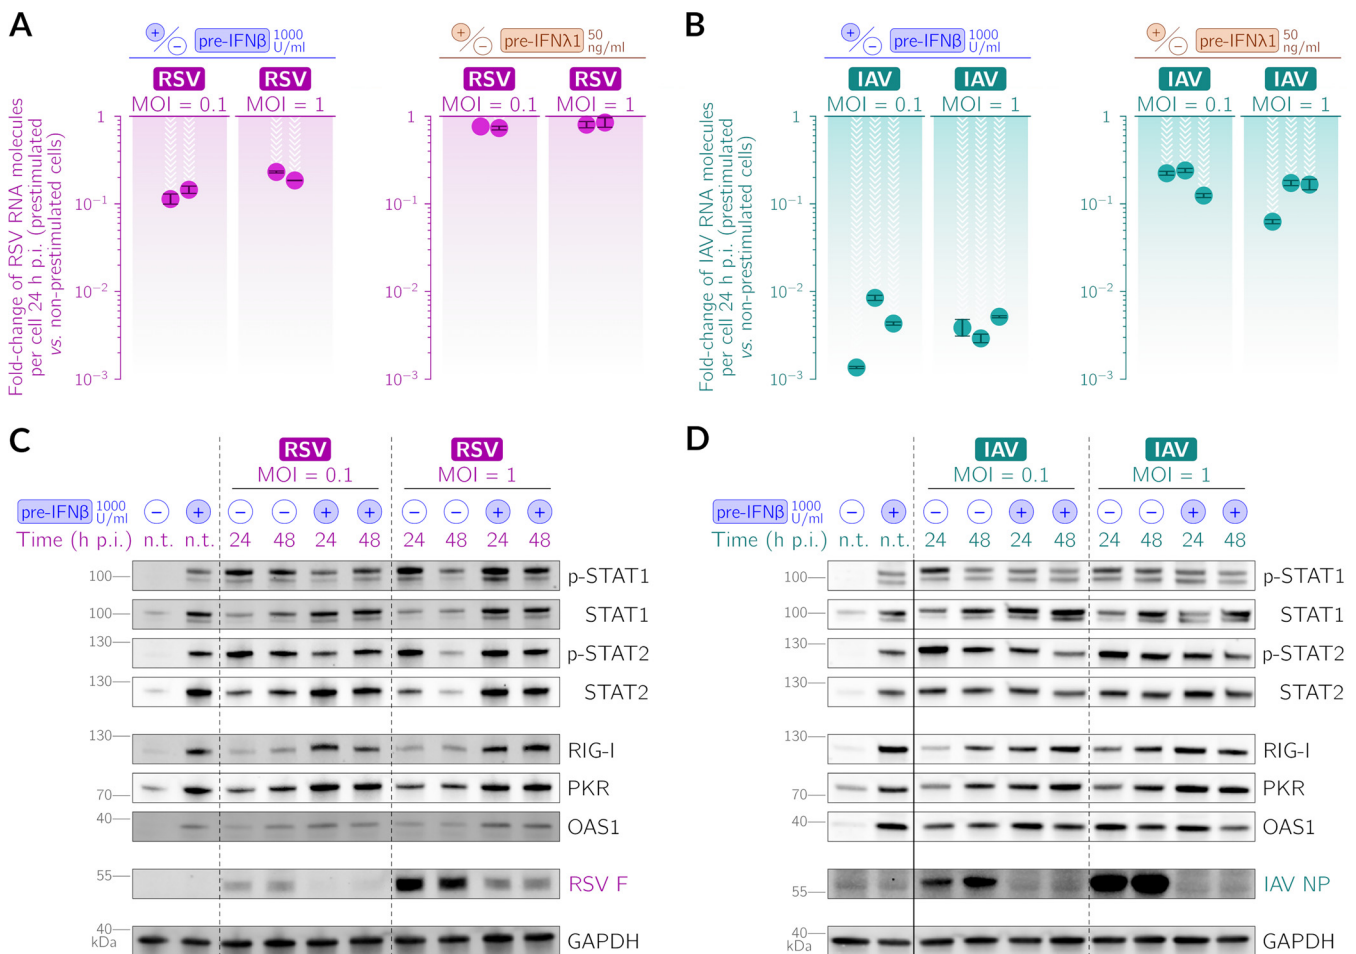 A
+/− pre-IFNβ 1000 U/ml
+/− pre-IFNλ1 50 ng/ml
RSV RSV RSV RSV
MOI = 0.1 MOI = 1 MOI = 0.1 MOI = 1
Fold-change of RSV RNA molecules
per cell 24 h p.i. (prestimulated
vs. non-prestimulated cells)
1 1
10⁻¹ 10⁻¹
10⁻² 10⁻²
10⁻³ 10⁻³
B
+/− pre-IFNβ 1000 U/ml
+/− pre-IFNλ1 50 ng/ml
IAV IAV IAV IAV
MOI = 0.1 MOI = 1 MOI = 0.1 MOI = 1
Fold-change of IAV RNA molecules
per cell 24 h p.i. (prestimulated
vs. non-prestimulated cells)
1 1
10⁻¹ 10⁻¹
10⁻² 10⁻²
10⁻³ 10⁻³
C
RSV RSV
MOI = 0.1 MOI = 1
pre-IFNβ 1000 U/ml − + − − + + − − + +
Time (h p.i.) n.t. n.t. 24 48 24 48 24 48 24 48
100 p-STAT1
100 STAT1
130 p-STAT2
130 STAT2
130 RIG-I
70 PKR
40 OAS1
55 RSV F
40 kDa GAPDH
D
IAV IAV
MOI = 0.1 MOI = 1
pre-IFNβ 1000 U/ml − + − − + + − − + +
Time (h p.i.) n.t. n.t. 24 48 24 48 24 48 24 48
100 p-STAT1
100 STAT1
130 p-STAT2
130 STAT2
130 RIG-I
70 PKR
40 OAS1
55 IAV NP
40 kDa GAPDH